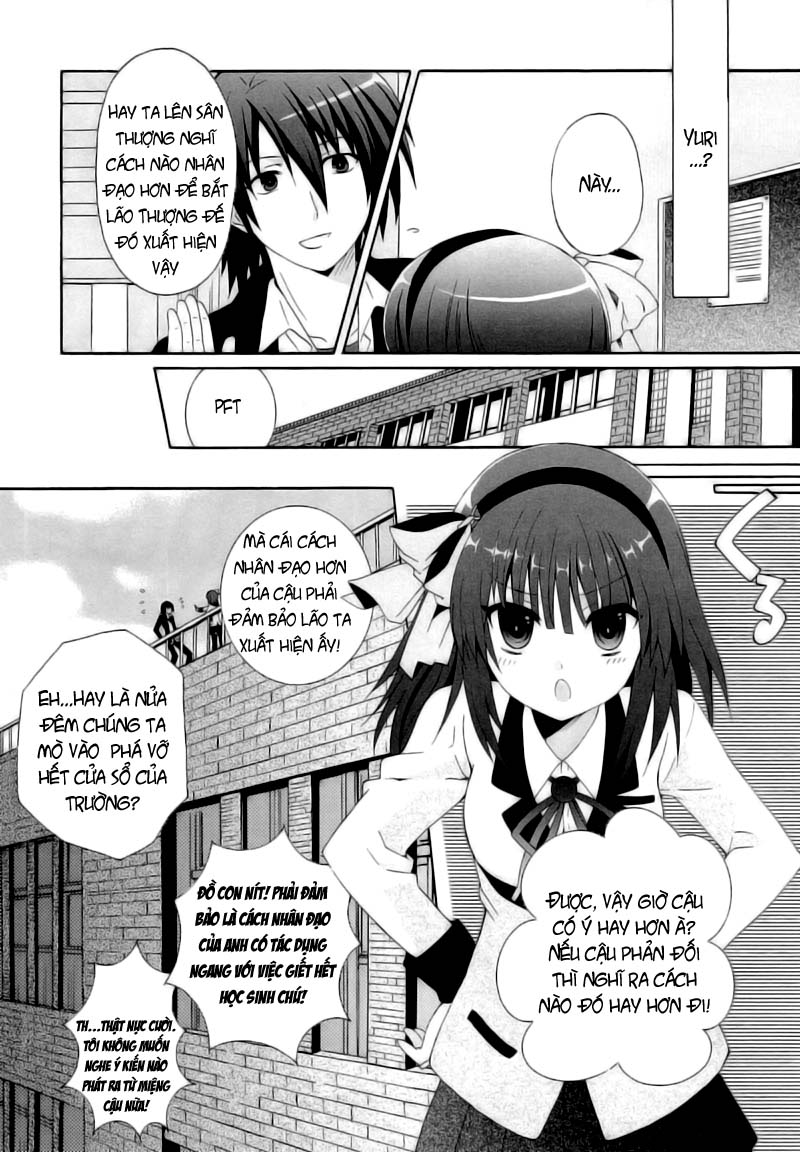 YURI
...?
NÀY...
HAY TA LÊN SÂN
THƯỢNG NGHĨ
CÁCH NÀO NHÂN
ĐẠO HƠN ĐỂ BẮT
LÃO THƯỢNG ĐẾ
ĐÓ XUẤT HIỆN
VẬY
PFT
くるっ
ĐƯỢC, VẬY GIỜ CẬU
CÓ Ý HAY HƠN À?
NẾU CẬU PHẢN ĐỐI
THÌ NGHĨ RA CÁCH
NÀO ĐÓ HAY HƠN ĐI!
MÀ CÁI CÁCH
NHÂN ĐẠO HƠN
CỦA CẬU PHẢI
ĐẢM BẢO LÃO TA
XUẤT HIỆN ẤY!
EH...HAY LÀ NỬA
ĐÊM CHÚNG TA
MÒ VÀO PHÁ VỠ
HẾT CỬA SỔ CỦA
TRƯỜNG?
ĐỒ CON NÍT! PHẢI ĐẢM
BẢO LÀ CÁCH NHÂN ĐẠO
CỦA ANH CÓ TÁC DỤNG
NGANG VỚI VIỆC GIẾT HẾT
HỌC SINH CHỨ!
TH...THẬT NỰC CƯỜI.
TÔI KHÔNG MUỐN
NGHE Ý KIẾN NÀO
PHÁT RA TỪ MIỆNG
CẬU NỮA!